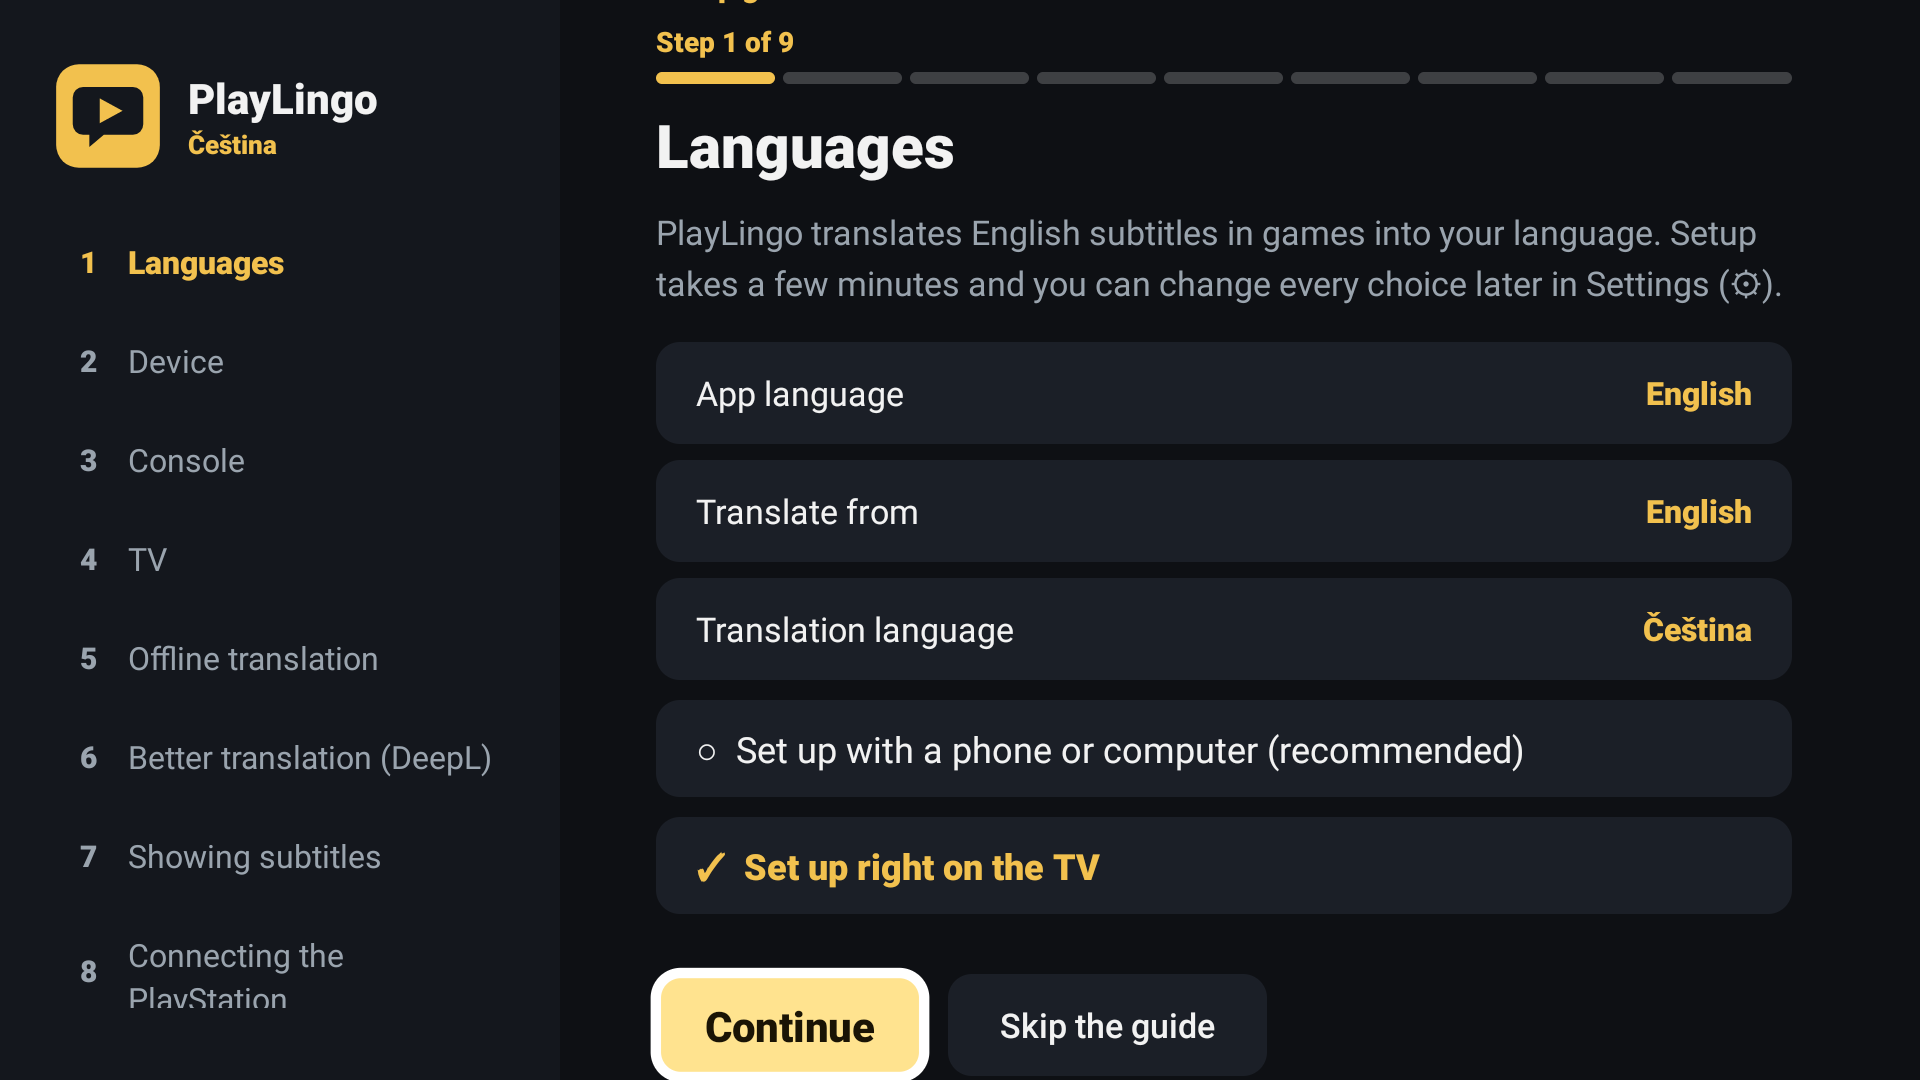 PlayLingo
Čeština
1 Languages
2 Device
3 Console
4 TV
5 Offline translation
6 Better translation (DeepL)
7 Showing subtitles
8 Connecting the
PlayStation
Step 1 of 9
Languages
PlayLingo translates English subtitles in games into your language. Setup
takes a few minutes and you can change every choice later in Settings (⚙).
App language English
Translate from English
Translation language Čeština
○ Set up with a phone or computer (recommended)
✓ Set up right on the TV
Continue
Skip the guide